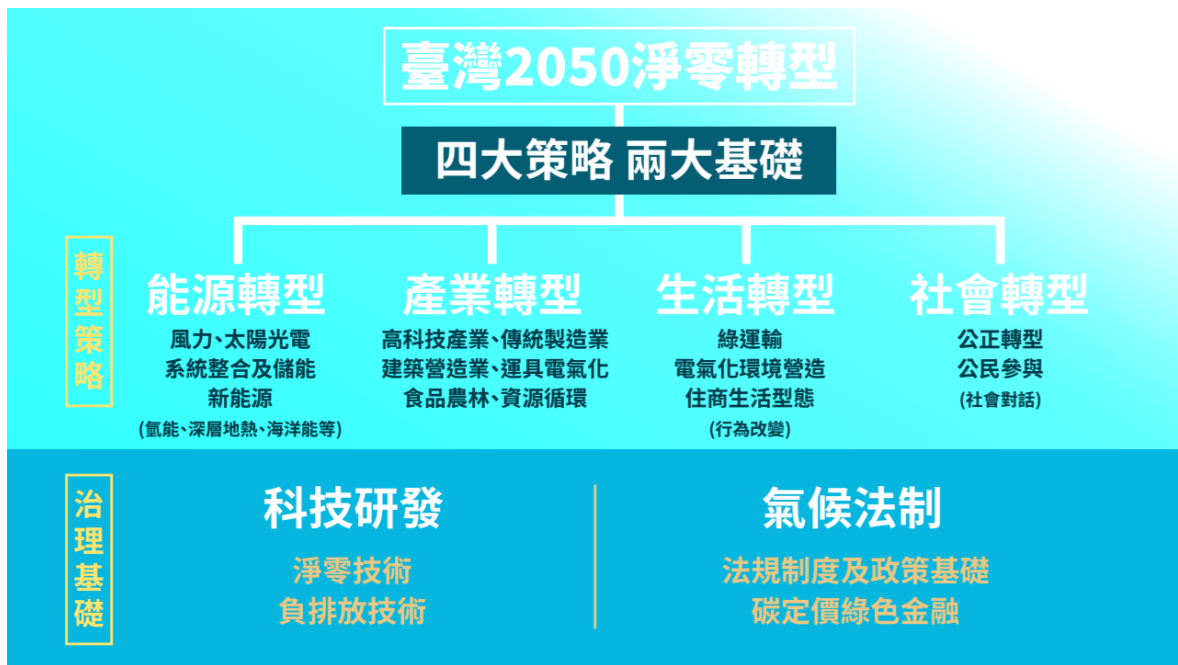 臺灣2050淨零轉型
四大策略 兩大基礎
轉型策略
能源轉型
風力、太陽光電
系統整合及儲能
新能源
(氫能、深層地熱、海洋能等)
產業轉型
高科技產業、傳統製造業
建築營造業、運具電氣化
食品農林、資源循環
生活轉型
綠運輸
電氣化環境營造
住商生活型態
(行為改變)
社會轉型
公正轉型
公民參與
(社會對話)
治理基礎
科技研發
淨零技術
負排放技術
氣候法制
法規制度及政策基礎
碳定價綠色金融